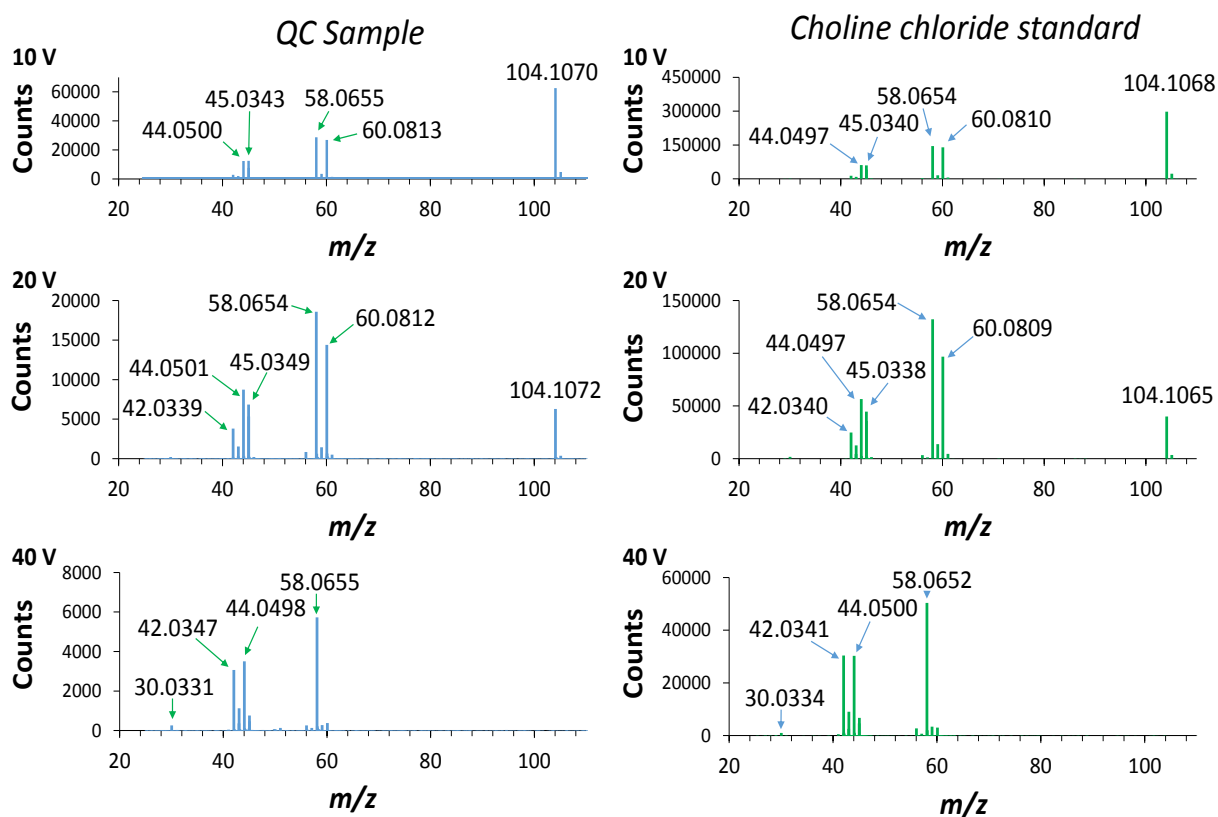 QC Sample
Choline chloride standard
10 V
Counts
60000
40000
20000
0
44.0500
45.0343
58.0655
60.0813
104.1070
20 40 60 80 100
m/z
10 V
Counts
450000
300000
150000
0
44.0497
45.0340
58.0654
60.0810
104.1068
20 40 60 80 100
m/z
20 V
Counts
20000
15000
10000
5000
0
42.0339
44.0501
45.0349
58.0654
60.0812
104.1072
20 40 60 80 100
m/z
20 V
Counts
150000
100000
50000
0
42.0340
44.0497
45.0338
58.0654
60.0809
104.1065
20 40 60 80 100
m/z
40 V
Counts
8000
6000
4000
2000
0
30.0331
42.0347
44.0498
58.0655
20 40 60 80 100
m/z
40 V
Counts
60000
40000
20000
0
30.0334
42.0341
44.0500
58.0652
20 40 60 80 100
m/z